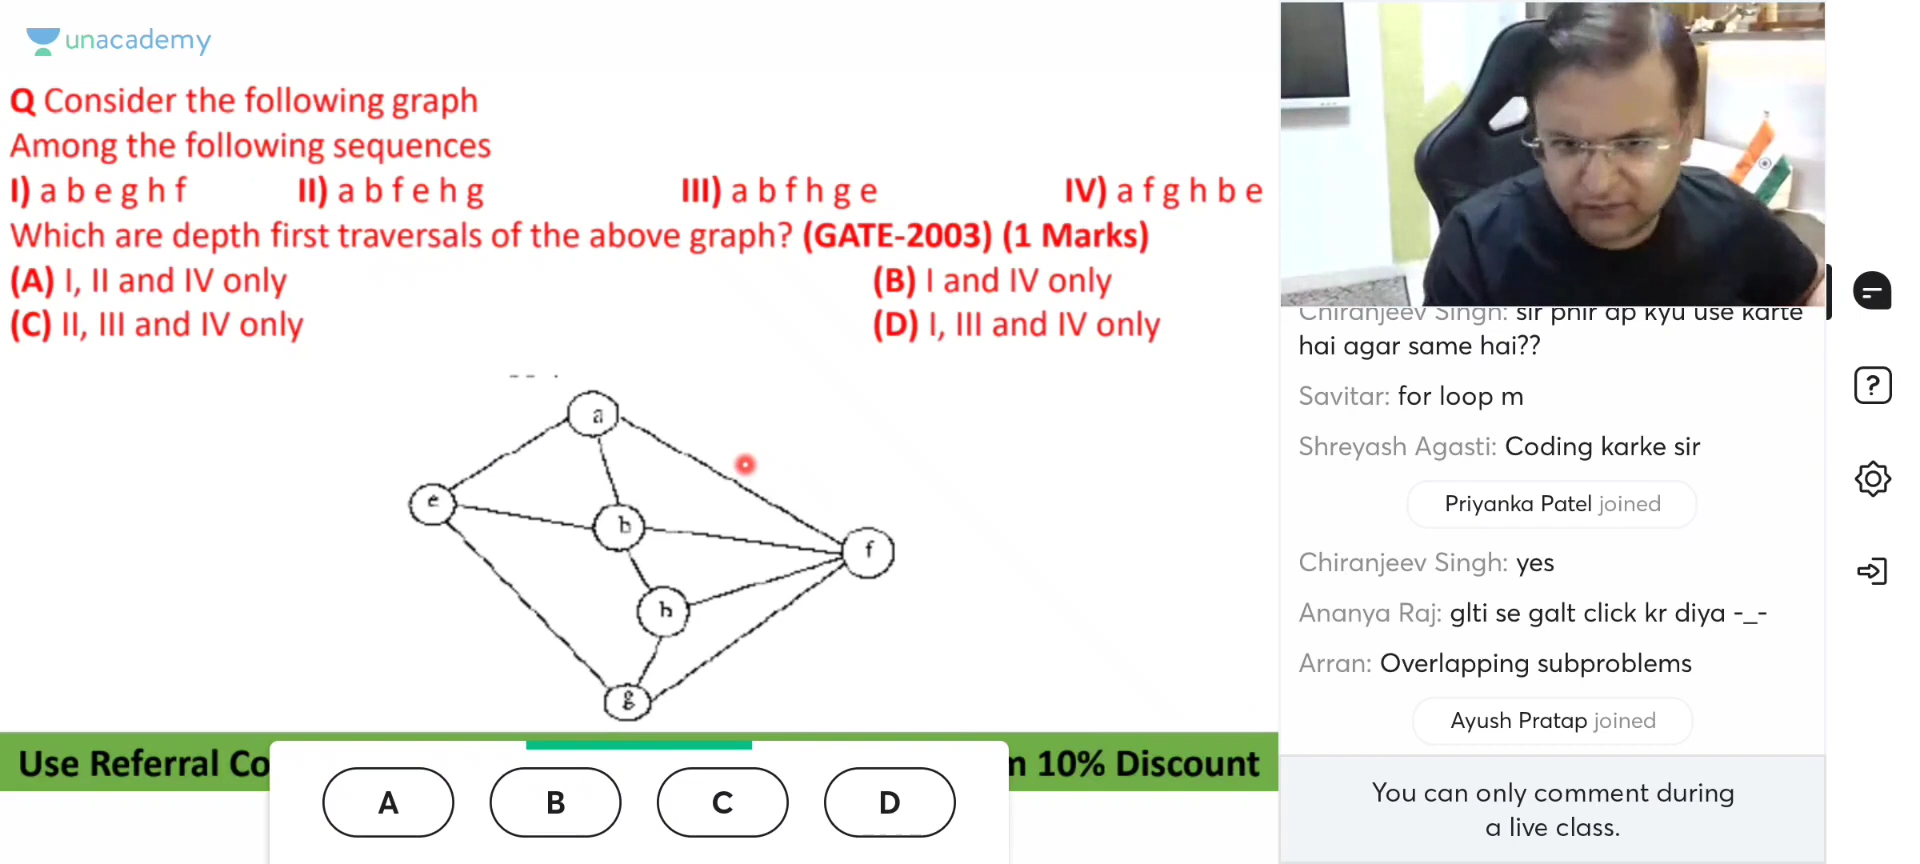 unacademy
Q Consider the following graph
Among the following sequences
I) a b e g h f II) a b f e h g III) a b f h g e IV) a f g h b e
Which are depth first traversals of the above graph? (GATE-2003) (1 Marks)
(A) I, II and IV only (B) I and IV only
(C) II, III and IV only (D) I, III and IV only
a
e
b
f
h
g
Use Referral Co
10% Discount
A B C D
Chiranjeev Singh: sir phir ap kyu use karte
hai agar same hai??
Savitar: for loop m
Shreyash Agasti: Coding karke sir
Priyanka Patel joined
Chiranjeev Singh: yes
Ananya Raj: glti se galt click kr diya -_-
Arran: Overlapping subproblems
Ayush Pratap joined
You can only comment during
a live class.
?